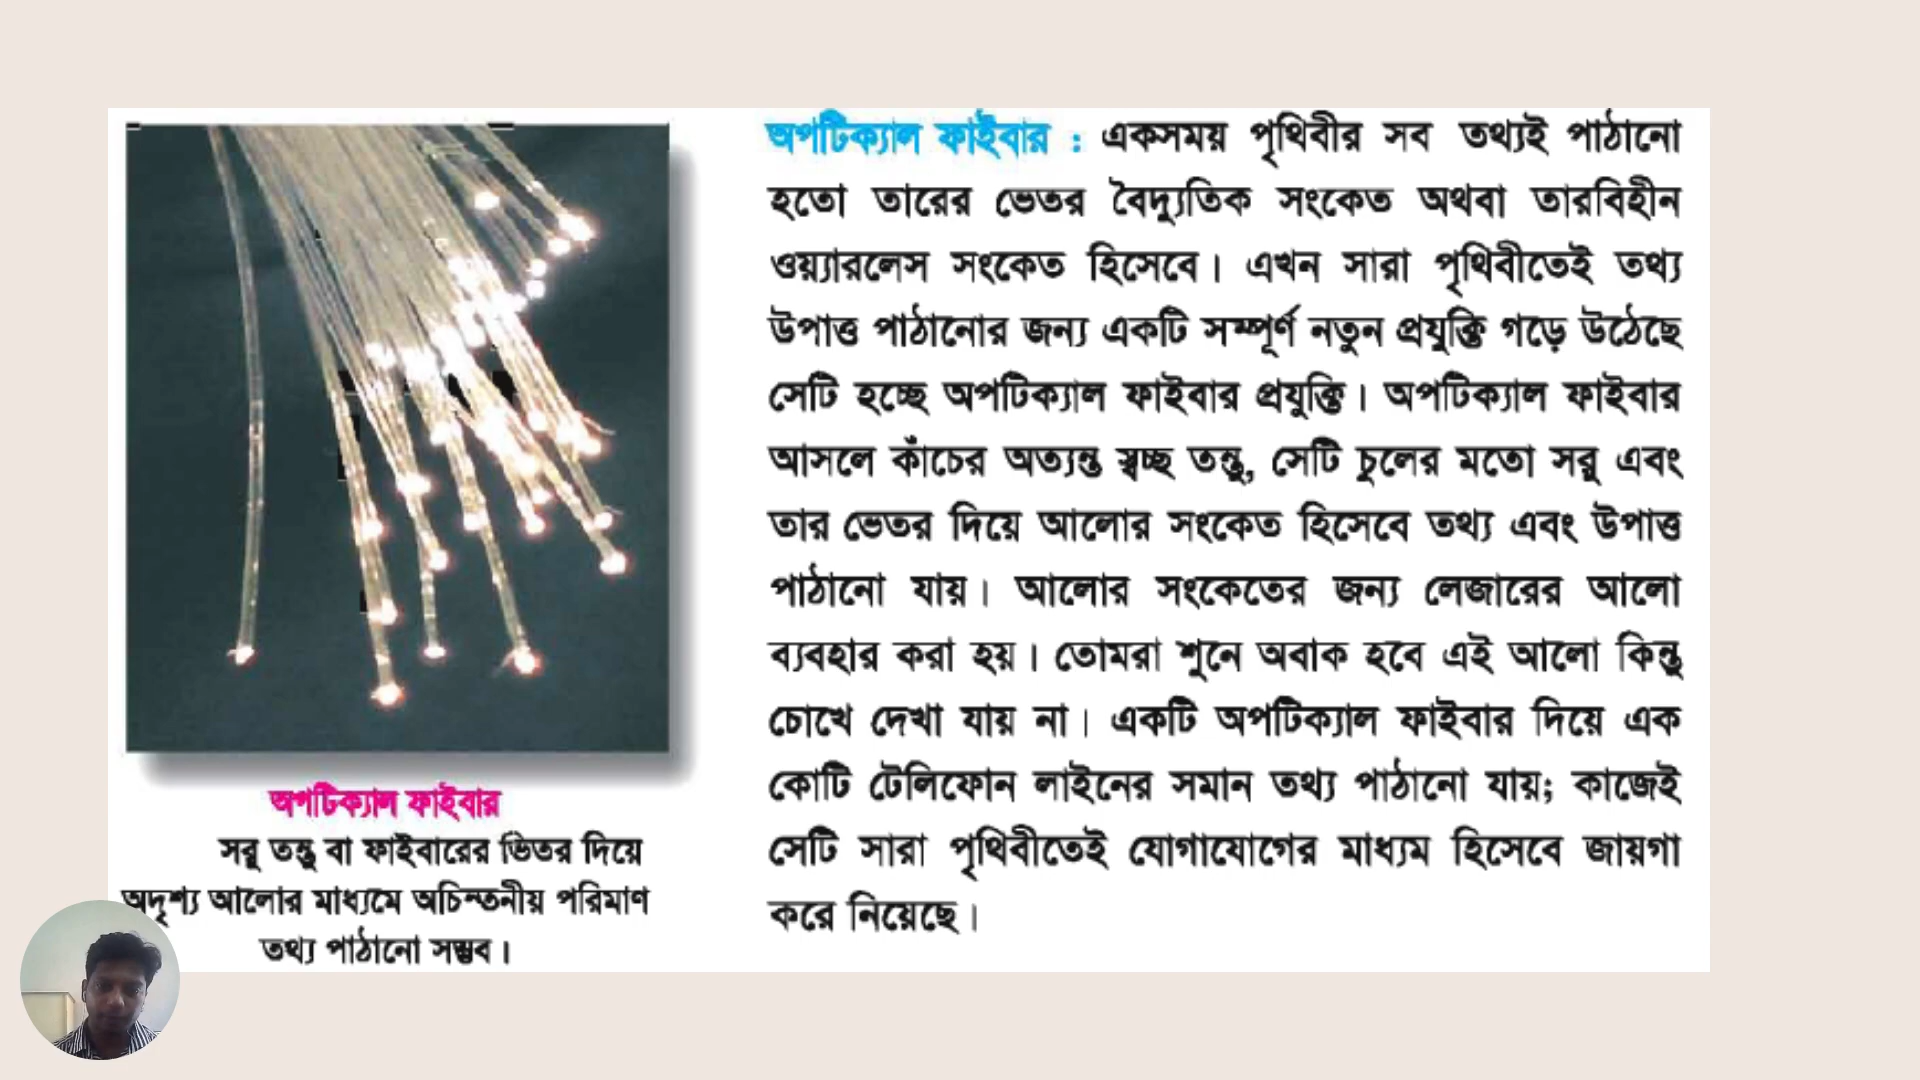 অপটিক্যাল ফাইবার : একসময় পৃথিবীর সব তথ্যই পাঠানো
হতো তারের ভেতর বৈদ্যুতিক সংকেত অথবা তারবিহীন
ওয়্যারলেস সংকেত হিসেবে। এখন সারা পৃথিবীতেই তথ্য
উপাত্ত পাঠানোর জন্য একটি সম্পূর্ণ নতুন প্রযুক্তি গড়ে উঠেছে
সেটি হচ্ছে অপটিক্যাল ফাইবার প্রযুক্তি। অপটিক্যাল ফাইবার
আসলে কাঁচের অত্যন্ত স্বচ্ছ তন্তু, সেটি চুলের মতো সরু এবং
তার ভেতর দিয়ে আলোর সংকেত হিসেবে তথ্য এবং উপাত্ত
পাঠানো যায়। আলোর সংকেতের জন্য লেজারের আলো
ব্যবহার করা হয়। তোমরা শুনে অবাক হবে এই আলো কিন্তু
চোখে দেখা যায় না। একটি অপটিক্যাল ফাইবার দিয়ে এক
কোটি টেলিফোন লাইনের সমান তথ্য পাঠানো যায়; কাজেই
সেটি সারা পৃথিবীতেই যোগাযোগের মাধ্যম হিসেবে জায়গা
করে নিয়েছে।
অপটিক্যাল ফাইবার
সরু তন্তু বা ফাইবারের ভিতর দিয়ে
অদৃশ্য আলোর মাধ্যমে অচিন্তনীয় পরিমাণ
তথ্য পাঠানো সম্ভব।